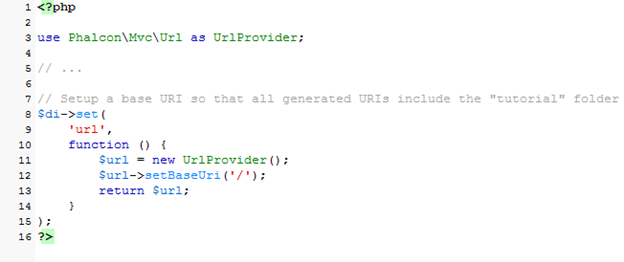 1 <?php
2
3 use Phalcon\Mvc\Url as UrlProvider;
4
5 // ...
6
7 // Setup a base URI so that all generated URIs include the "tutorial" folder
8 $di->set(
9     'url',
10     function () {
11         $url = new UrlProvider();
12         $url->setBaseUri('/');
13         return $url;
14     }
15 );
16 ?>